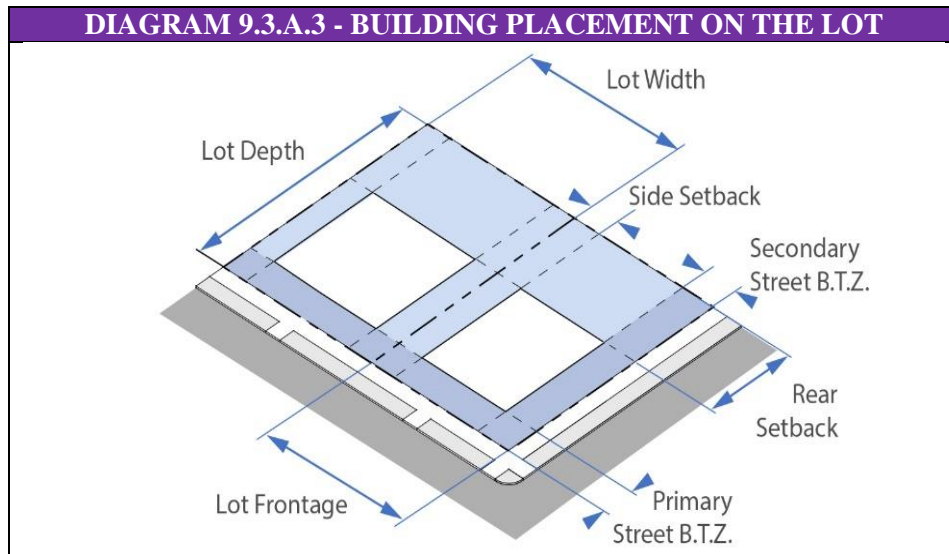 DIAGRAM 9.3.A.3 - BUILDING PLACEMENT ON THE LOT
Lot Width
Lot Depth
Side Setback
Secondary
Street B.T.Z.
Rear
Setback
Lot Frontage
Primary
Street B.T.Z.